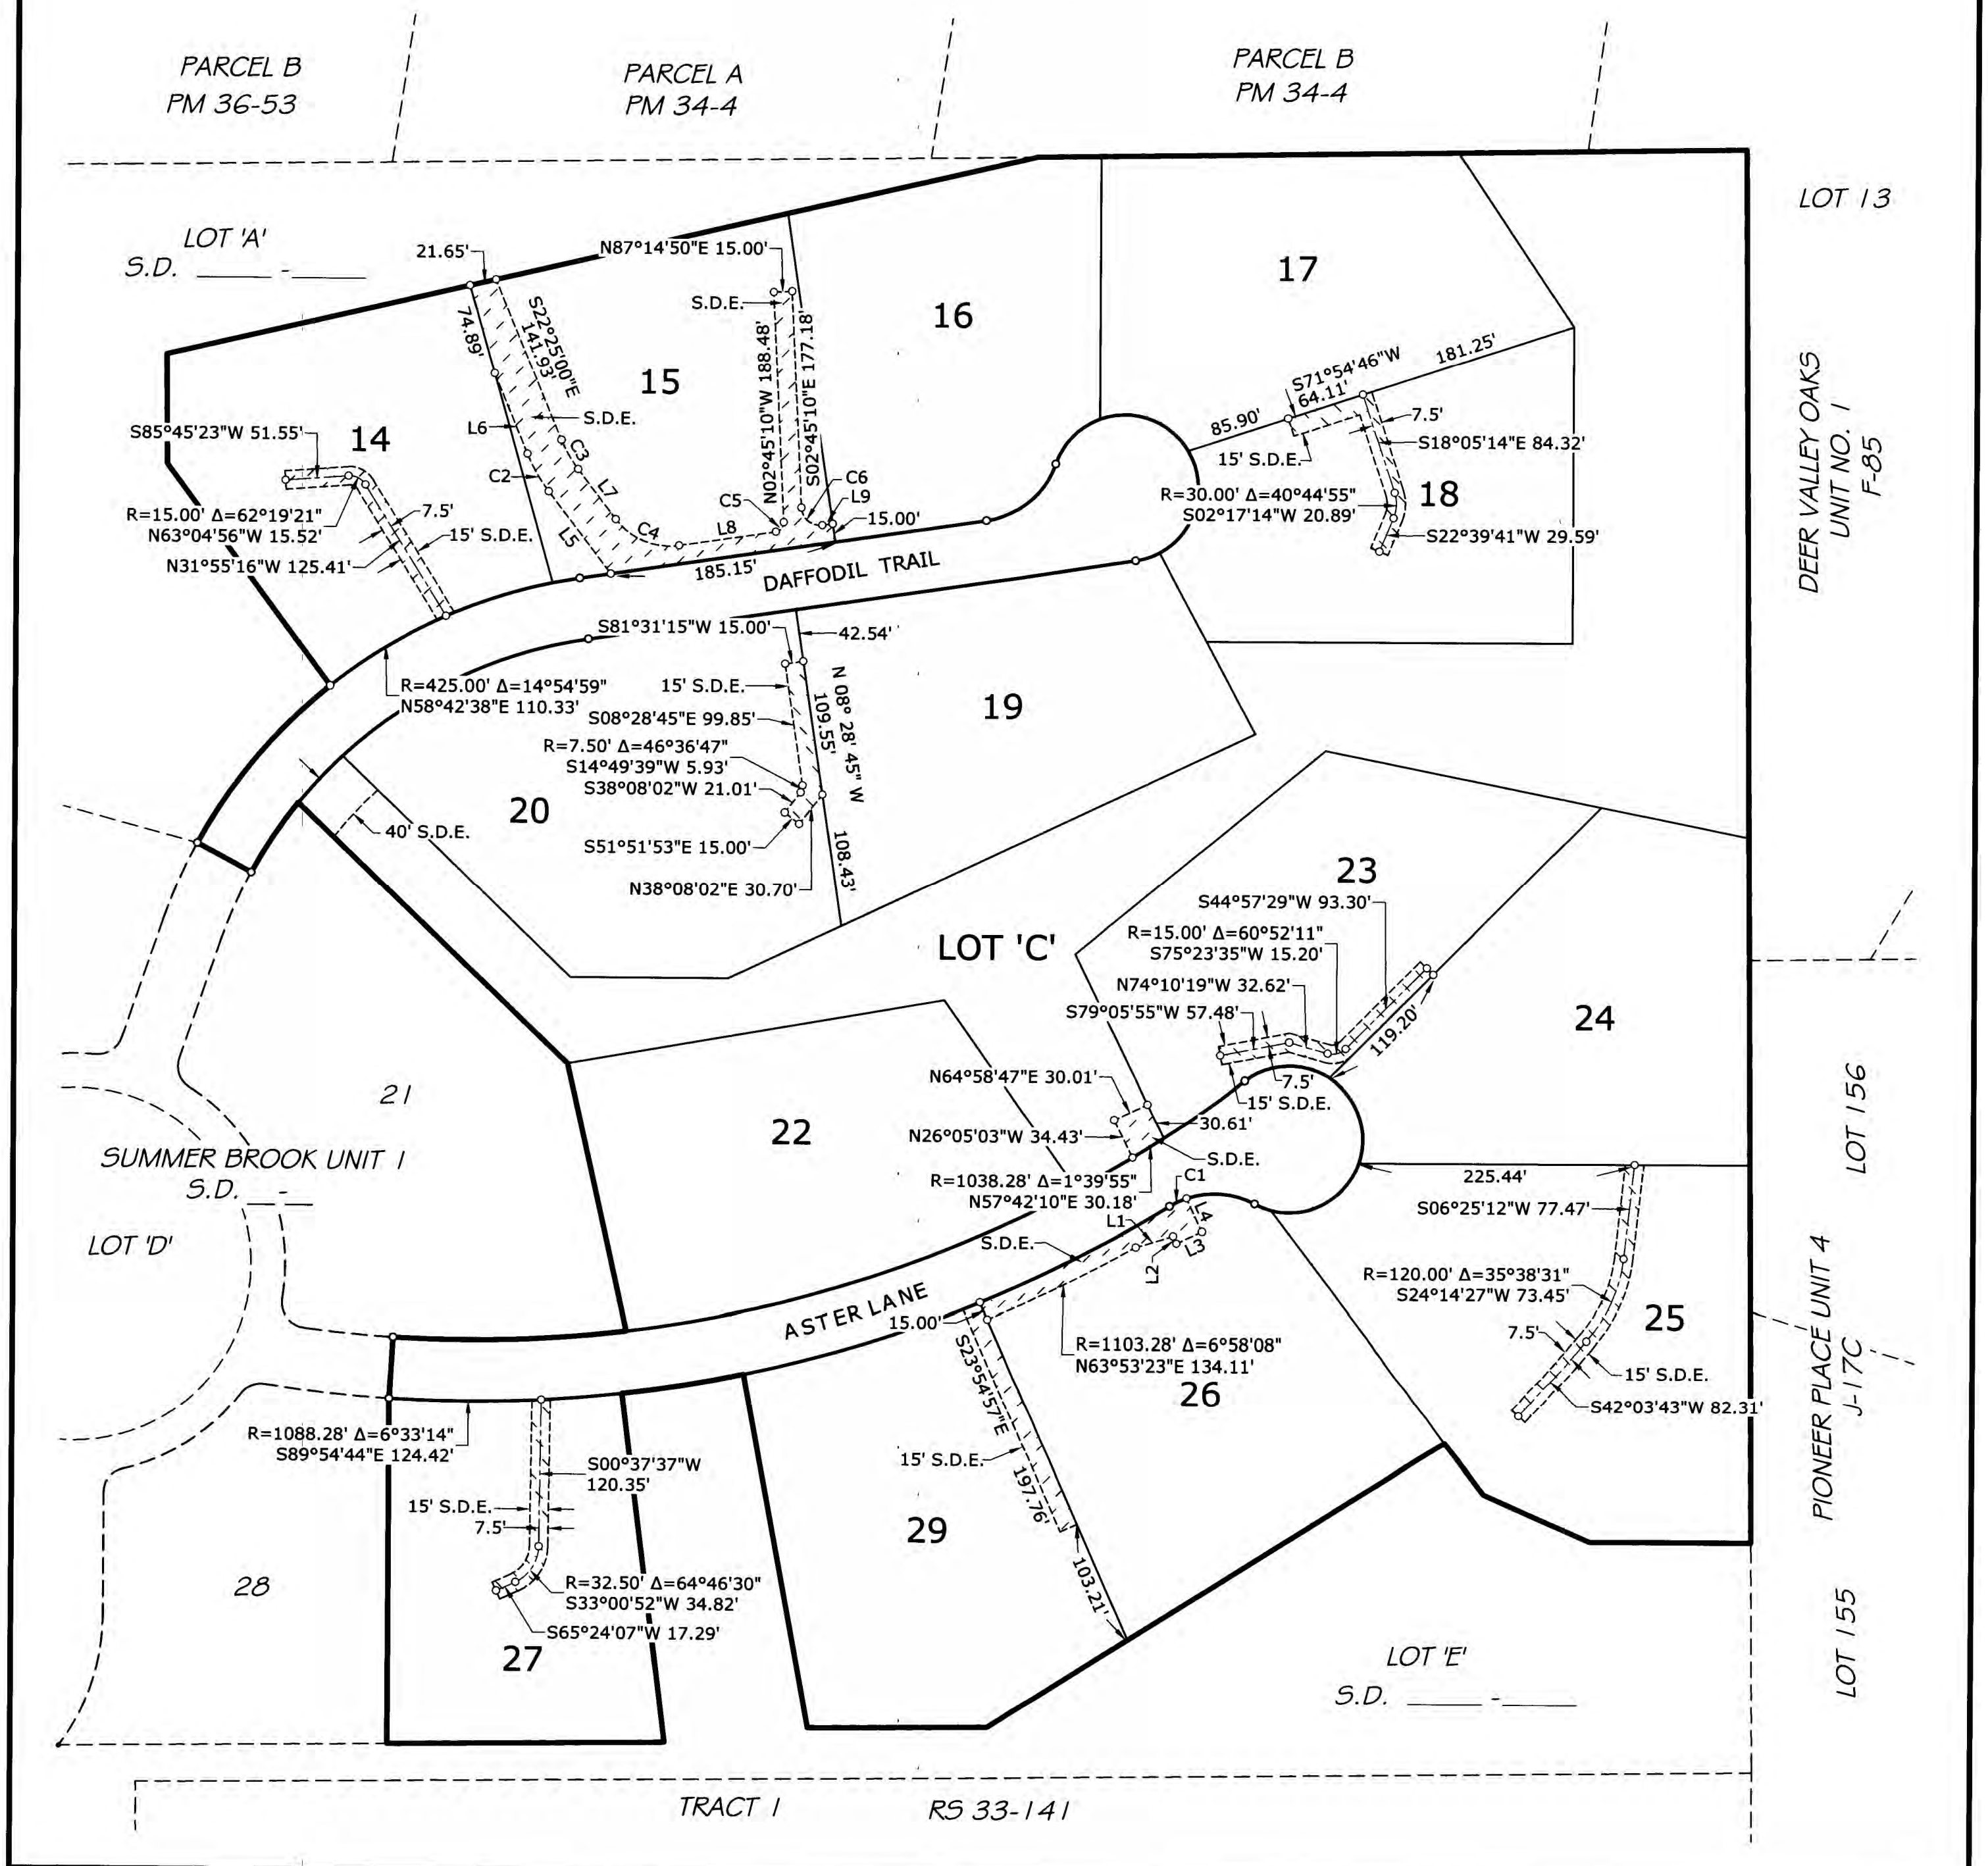 PARCEL B
PM 36-53
PARCEL A
PM 34-4
PARCEL B
PM 34-4
LOT 13
LOT 'A'
S.D. _____ -_____
21.65'
N87°14'50"E 15.00'
S.D.E.
17
16
15
74.89'
S22°25'00"E
141.93'
N02°45'10"W 188.48'
S02°45'10"E 177.18'
S71°54'46"W
64.11'
181.25'
85.90'
7.5'
S18°05'14"E 84.32'
15' S.D.E.
R=30.00' Δ=40°44'55"
S02°17'14"W 20.89'
18
S22°39'41"W 29.59'
DEER VALLEY OAKS
UNIT NO. 1
F-85
S85°45'23"W 51.55'
14
L6
S.D.E.
C3
C2
L7
C5
C6
L9
15.00'
C4
L8
L5
R=15.00' Δ=62°19'21"
N63°04'56"W 15.52'
7.5'
15' S.D.E.
N31°55'16"W 125.41'
185.15'
DAFFODIL TRAIL
S81°31'15"W 15.00'
42.54'
R=425.00' Δ=14°54'59"
N58°42'38"E 110.33'
15' S.D.E.
S08°28'45"E 99.85'
N 08° 28' 45" W
109.55'
19
R=7.50' Δ=46°36'47"
S14°49'39"W 5.93'
S38°08'02"W 21.01'
20
40' S.D.E.
S51°51'53"E 15.00'
N38°08'02"E 30.70'
108.43'
LOT 'C'
23
S44°57'29"W 93.30'
R=15.00' Δ=60°52'11"
S75°23'35"W 15.20'
N74°10'19"W 32.62'
S79°05'55"W 57.48'
119.20'
24
N64°58'47"E 30.01'
7.5'
15' S.D.E.
30.61'
N26°05'03"W 34.43'
S.D.E.
21
22
LOT 156
SUMMER BROOK UNIT 1
S.D. __-__
LOT 'D'
R=1038.28' Δ=1°39'55"
N57°42'10"E 30.18'
C1
L1
L4
S.D.E.
L2
L3
225.44'
S06°25'12"W 77.47'
R=120.00' Δ=35°38'31"
S24°14'27"W 73.45'
25
7.5'
15' S.D.E.
S42°03'43"W 82.31'
PIONEER PLACE UNIT 4
J-17C
ASTER LANE
15.00'
R=1103.28' Δ=6°58'08"
N63°53'23"E 134.11'
26
S23°54'57"E
15' S.D.E.
197.76'
29
103.21'
R=1088.28' Δ=6°33'14"
S89°54'44"E 124.42'
S00°37'37"W
120.35'
15' S.D.E.
7.5'
28
R=32.50' Δ=64°46'30"
S33°00'52"W 34.82'
S65°24'07"W 17.29'
27
LOT 'E'
S.D. _____ -_____
LOT 155
TRACT 1 RS 33-141